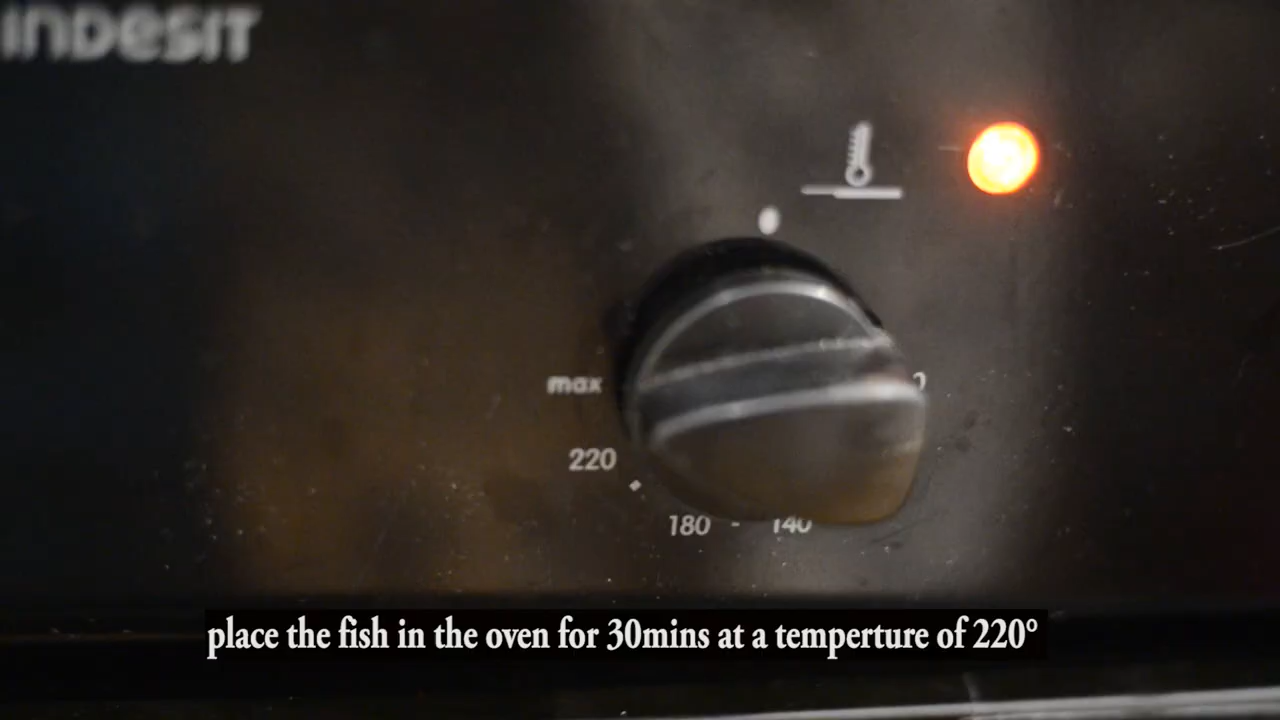 INDESIT
max
220
180 - 140
place the fish in the oven for 30mins at a temperture of 220°